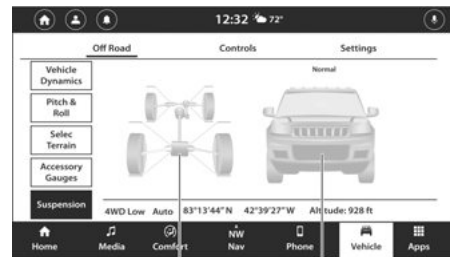 12:32 72°
Off Road Controls Settings
Normal
Vehicle
Dynamics
Pitch &
Roll
Selec
Terrain
Accessory
Gauges
Suspension
4WD Low Auto 83°13'44"N 42°39'27"W Altitude: 928 ft
NW
Home Media Comfort Nav Phone Vehicle Apps